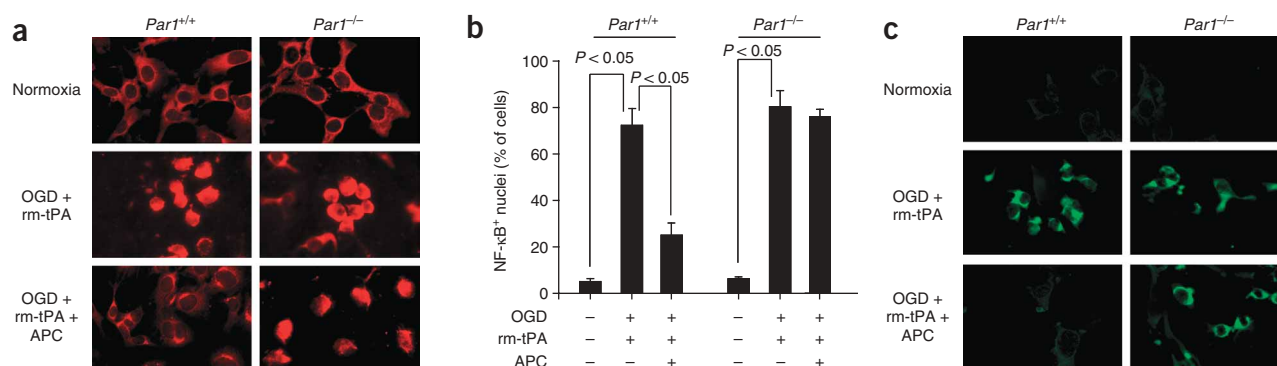 a
Par1+/+
Par1–/–
Normoxia
OGD +
rm-tPA
OGD +
rm-tPA +
APC
b
Par1+/+
Par1–/–
P < 0.05
P < 0.05
P < 0.05
NF-κB+ nuclei (% of cells)
100
80
60
40
20
0
OGD – + + – + +
rm-tPA – + + – + +
APC – – + – – +
c
Par1+/+
Par1–/–
Normoxia
OGD +
rm-tPA
OGD +
rm-tPA +
APC